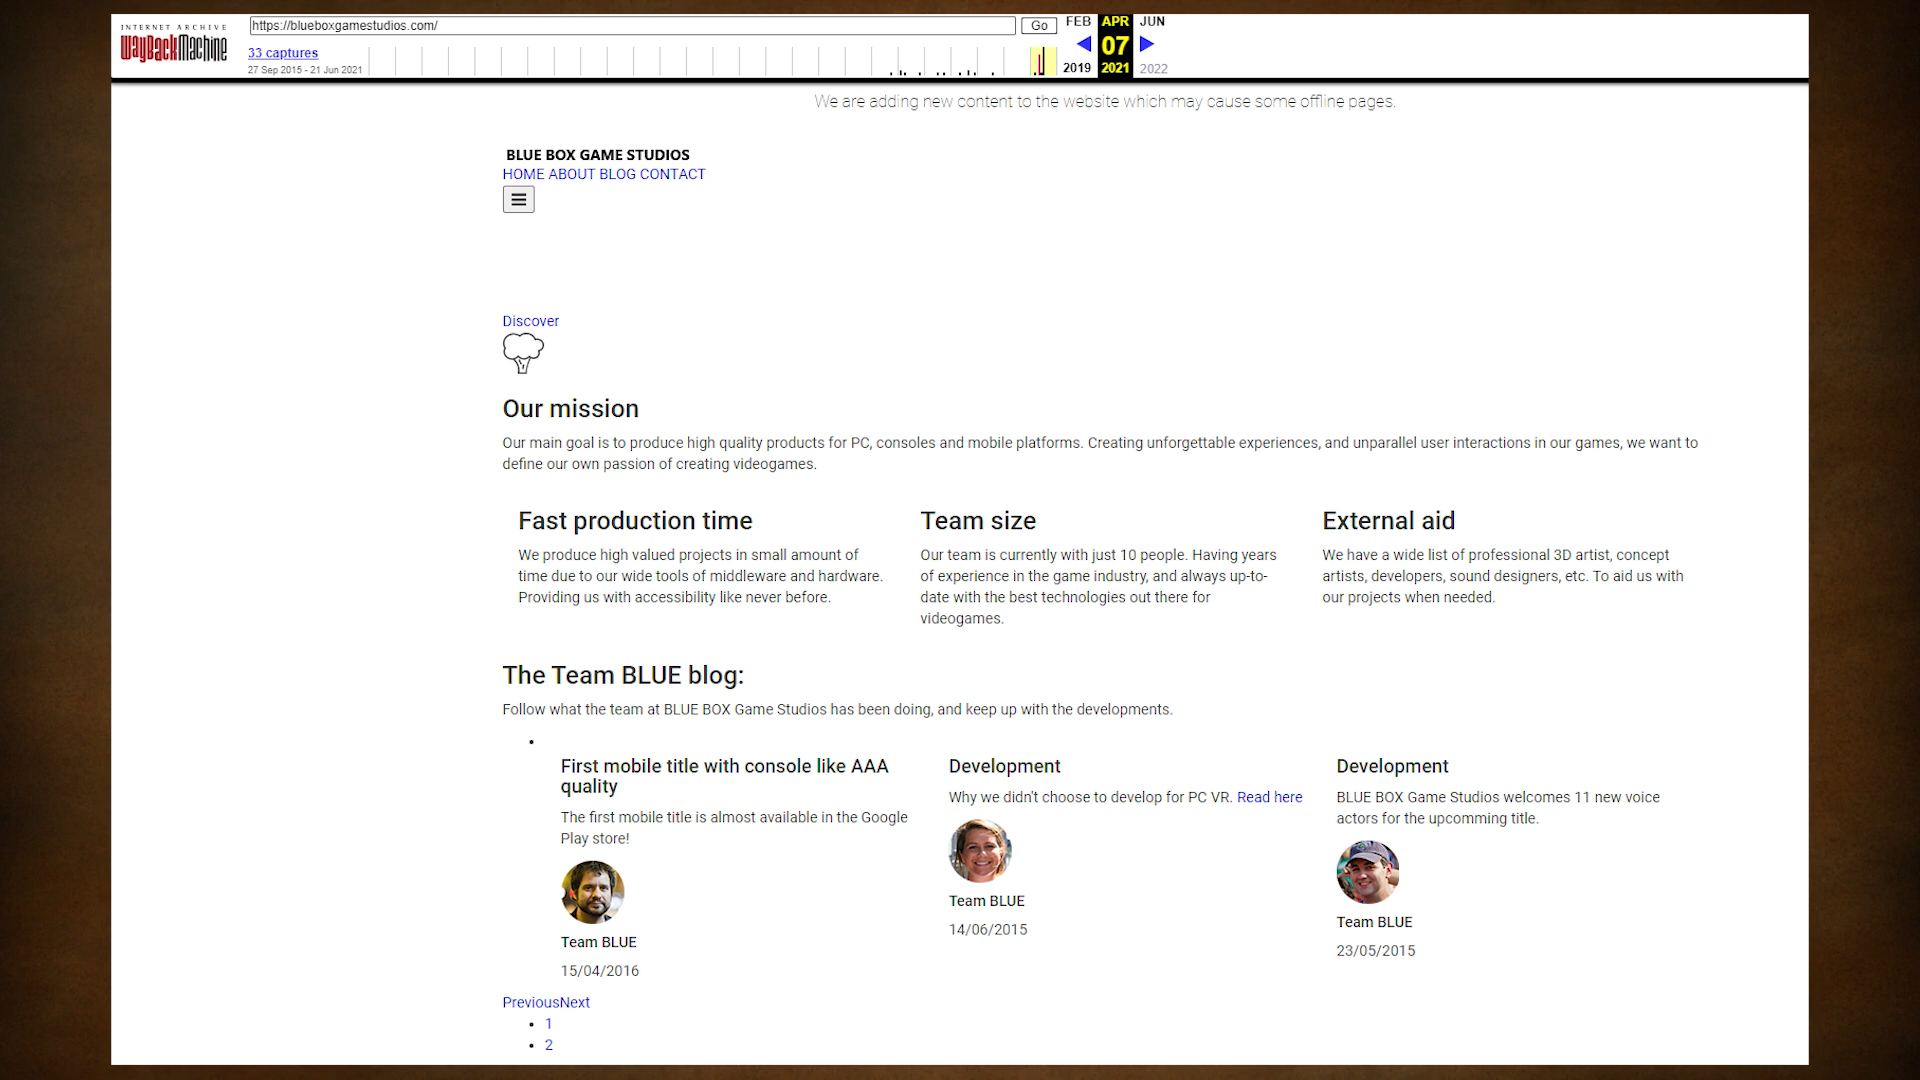 INTERNET ARCHIVE
WayBackMachine
https://blueboxgamestudios.com/
Go
FEB APR JUN
33 captures
07
27 Sep 2015 - 21 Jun 2021
2019 2021 2022
We are adding new content to the website which may cause some offline pages.
BLUE BOX GAME STUDIOS
HOME ABOUT BLOG CONTACT
Discover
Our mission
Our main goal is to produce high quality products for PC, consoles and mobile platforms. Creating unforgettable experiences, and unparallel user interactions in our games, we want to
define our own passion of creating videogames.
Fast production time
We produce high valued projects in small amount of
time due to our wide tools of middleware and hardware.
Providing us with accessibility like never before.
Team size
Our team is currently with just 10 people. Having years
of experience in the game industry, and always up-to-
date with the best technologies out there for
videogames.
External aid
We have a wide list of professional 3D artist, concept
artists, developers, sound designers, etc. To aid us with
our projects when needed.
The Team BLUE blog:
Follow what the team at BLUE BOX Game Studios has been doing, and keep up with the developments.
First mobile title with console like AAA
quality
The first mobile title is almost available in the Google
Play store!
Team BLUE
15/04/2016
Development
Why we didn't choose to develop for PC VR. Read here
Team BLUE
14/06/2015
Development
BLUE BOX Game Studios welcomes 11 new voice
actors for the upcomming title.
Team BLUE
23/05/2015
PreviousNext
1
2